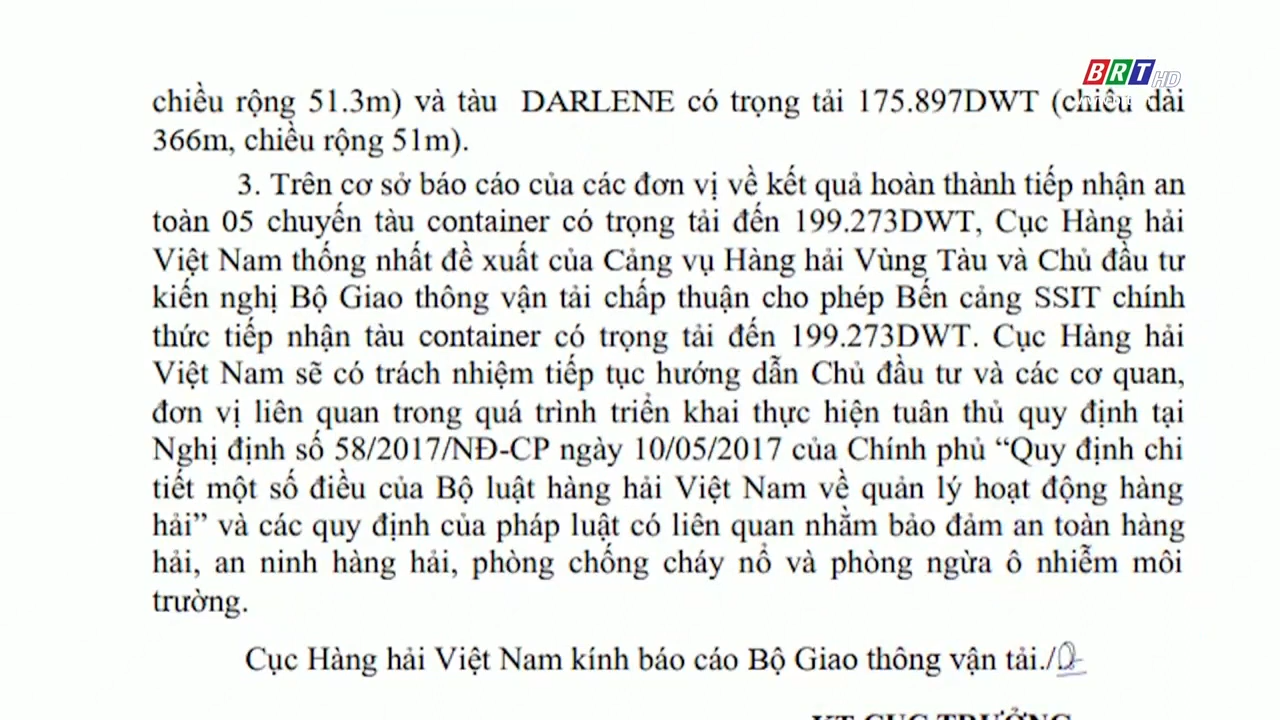 BRT HD
chiều rộng 51.3m) và tàu DARLENE có trọng tải 175.897DWT (chiều dài
366m, chiều rộng 51m).
3. Trên cơ sở báo cáo của các đơn vị về kết quả hoàn thành tiếp nhận an
toàn 05 chuyến tàu container có trọng tải đến 199.273DWT, Cục Hàng hải
Việt Nam thống nhất đề xuất của Cảng vụ Hàng hải Vũng Tàu và Chủ đầu tư
kiến nghị Bộ Giao thông vận tải chấp thuận cho phép Bến cảng SSIT chính
thức tiếp nhận tàu container có trọng tải đến 199.273DWT. Cục Hàng hải
Việt Nam sẽ có trách nhiệm tiếp tục hướng dẫn Chủ đầu tư và các cơ quan,
đơn vị liên quan trong quá trình triển khai thực hiện tuân thủ quy định tại
Nghị định số 58/2017/NĐ-CP ngày 10/05/2017 của Chính phủ “Quy định chi
tiết một số điều của Bộ luật hàng hải Việt Nam về quản lý hoạt động hàng
hải” và các quy định của pháp luật có liên quan nhằm bảo đảm an toàn hàng
hải, an ninh hàng hải, phòng chống cháy nổ và phòng ngừa ô nhiễm môi
trường.
Cục Hàng hải Việt Nam kính báo cáo Bộ Giao thông vận tải./.
KT CỤC TRƯỞNG